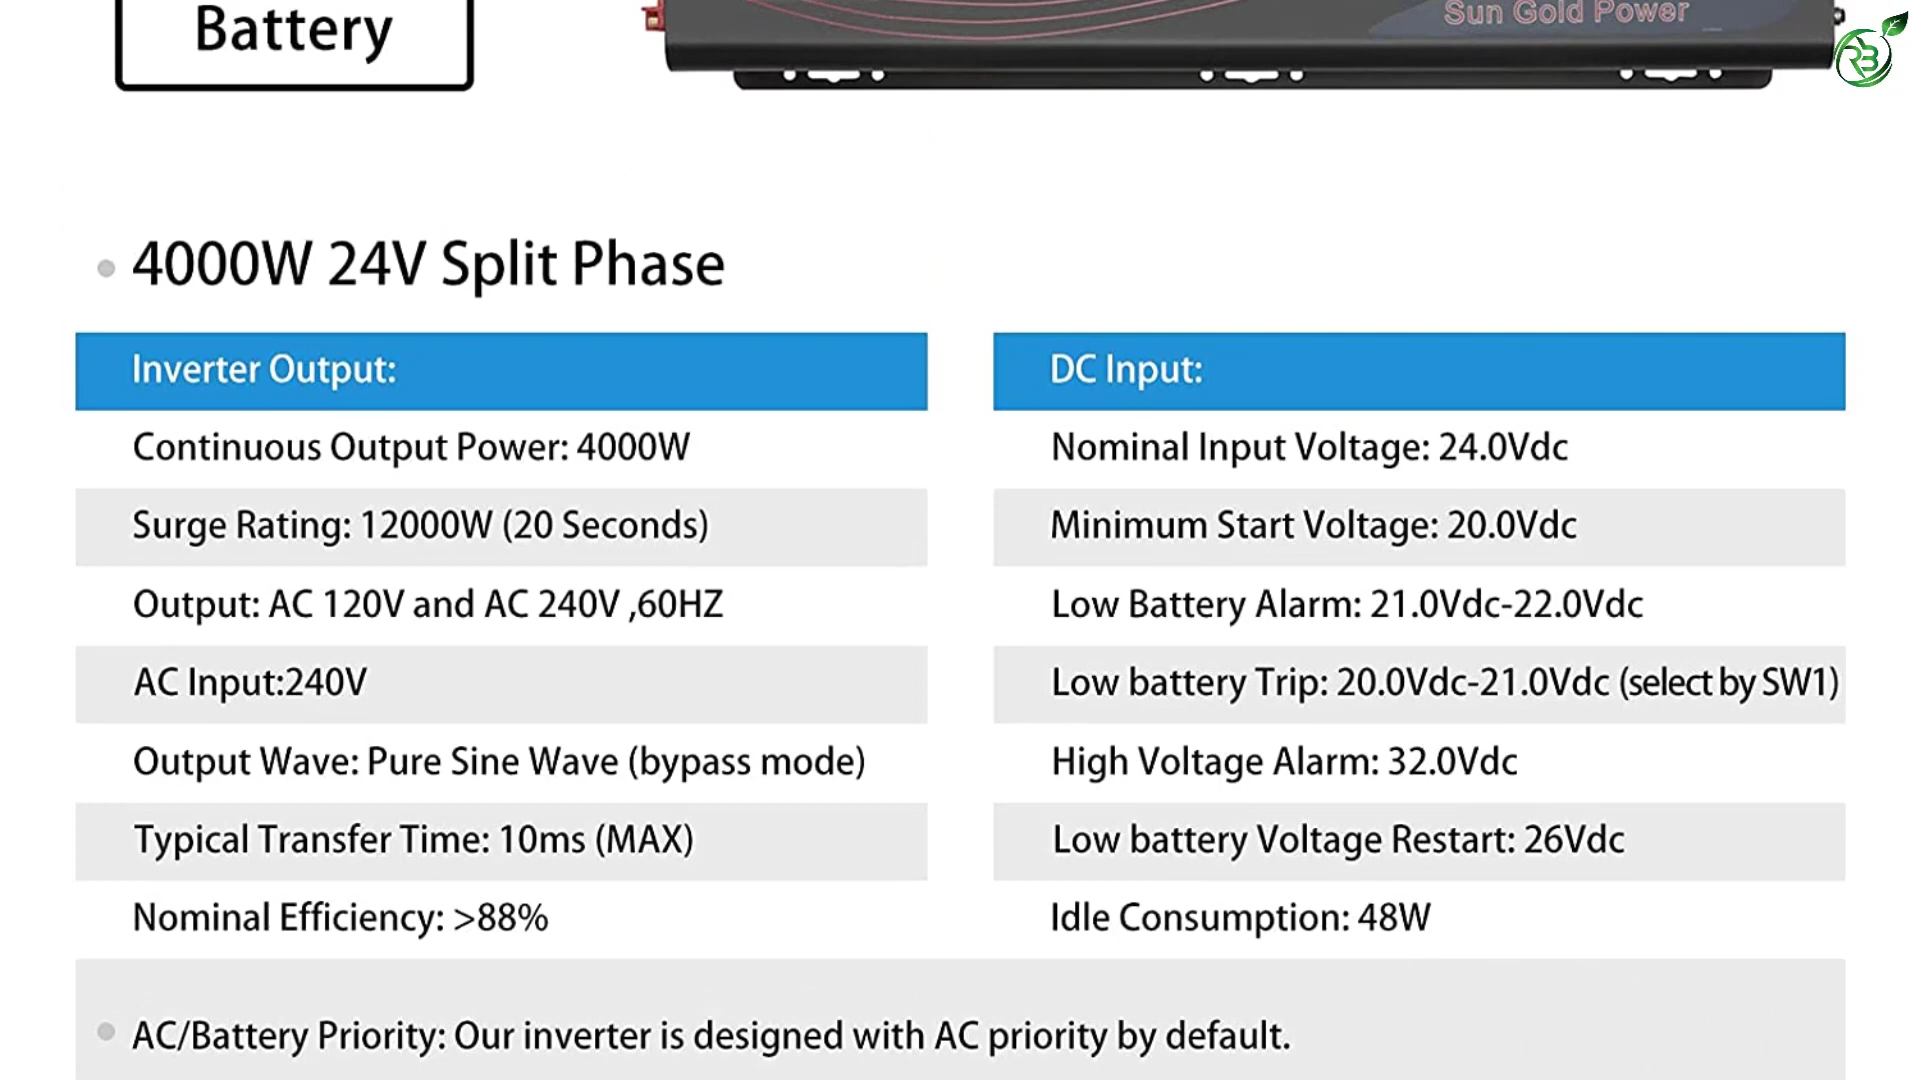 Battery
Sun Gold Power
RB
4000W 24V Split Phase
Inverter Output:
Continuous Output Power: 4000W
Surge Rating: 12000W (20 Seconds)
Output: AC 120V and AC 240V ,60HZ
AC Input:240V
Output Wave: Pure Sine Wave (bypass mode)
Typical Transfer Time: 10ms (MAX)
Nominal Efficiency: >88%
DC Input:
Nominal Input Voltage: 24.0Vdc
Minimum Start Voltage: 20.0Vdc
Low Battery Alarm: 21.0Vdc-22.0Vdc
Low battery Trip: 20.0Vdc-21.0Vdc (select by SW1)
High Voltage Alarm: 32.0Vdc
Low battery Voltage Restart: 26Vdc
Idle Consumption: 48W
AC/Battery Priority: Our inverter is designed with AC priority by default.